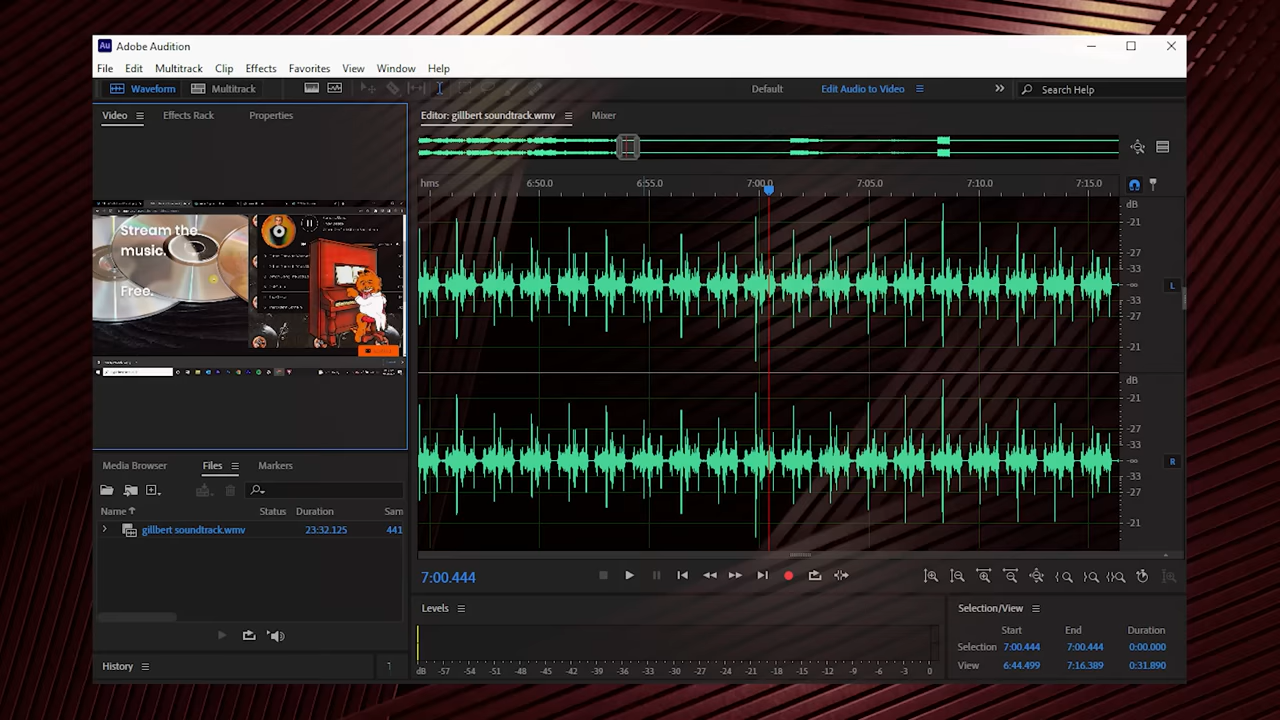 Au Adobe Audition
File Edit Multitrack Clip Effects Favorites View Window Help
Waveform Multitrack Default Edit Audio to Video Search Help
Video Effects Rack Properties
Editor: gillbert soundtrack.wmv Mixer
hms 6:50.0 6:55.0 7:00.0 7:05.0 7:10.0 7:15.0
Stream the
music.
Free.
dB
-21
-27
-33
-∞
-33
-27
-21
L
dB
-21
-27
-33
-∞
-33
-27
-21
R
Media Browser Files Markers
Name Status Duration Sam
gillbert soundtrack.wmv 23:32.125 441
7:00.444
Levels
dB -57 -54 -51 -48 -45 -42 -39 -36 -33 -30 -27 -24 -21 -18 -15 -12 -9 -6 -3 0
Selection/View
Start End Duration
Selection 7:00.444 7:00.444 0:00.000
View 6:44.499 7:16.389 0:31.890
History